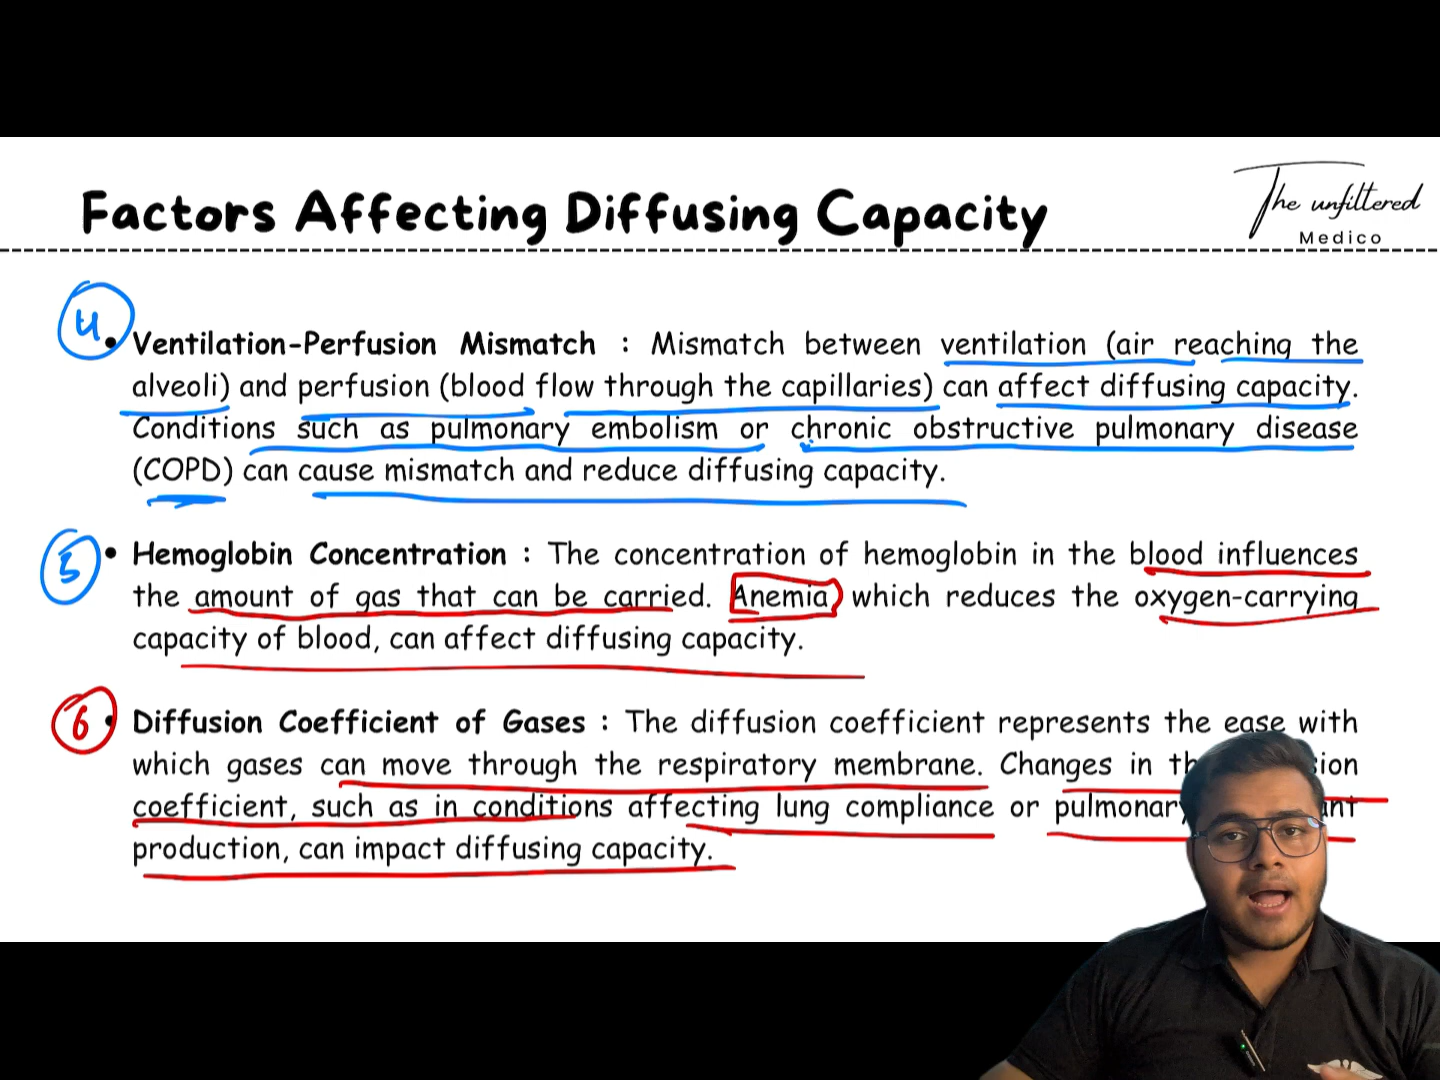 Factors Affecting Diffusing Capacity
The unfiltered
Medico
4
Ventilation-Perfusion Mismatch : Mismatch between ventilation (air reaching the
alveoli) and perfusion (blood flow through the capillaries) can affect diffusing capacity.
Conditions such as pulmonary embolism or chronic obstructive pulmonary disease
(COPD) can cause mismatch and reduce diffusing capacity.
5
• Hemoglobin Concentration : The concentration of hemoglobin in the blood influences
the amount of gas that can be carried. Anemia, which reduces the oxygen-carrying
capacity of blood, can affect diffusing capacity.
6
Diffusion Coefficient of Gases : The diffusion coefficient represents the ease with
which gases can move through the respiratory membrane. Changes in
coefficient, such as in conditions affecting lung compliance or
production, can impact diffusing capacity.